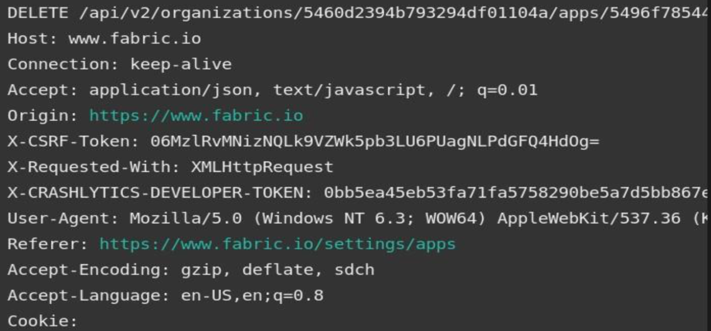 DELETE /api/v2/organizations/5460d2394b793294df01104a/apps/5496f78544
Host: www.fabric.io
Connection: keep-alive
Accept: application/json, text/javascript, /; q=0.01
Origin: https://www.fabric.io
X-CSRF-Token: 06MzlRvMNizNQLk9VZWk5pb3LU6PUagNLPdGFQ4HdOg=
X-Requested-With: XMLHttpRequest
X-CRASHLYTICS-DEVELOPER-TOKEN: 0bb5ea45eb53fa71fa5758290be5a7d5bb867e
User-Agent: Mozilla/5.0 (Windows NT 6.3; WOW64) AppleWebKit/537.36 (K
Referer: https://www.fabric.io/settings/apps
Accept-Encoding: gzip, deflate, sdch
Accept-Language: en-US,en;q=0.8
Cookie: